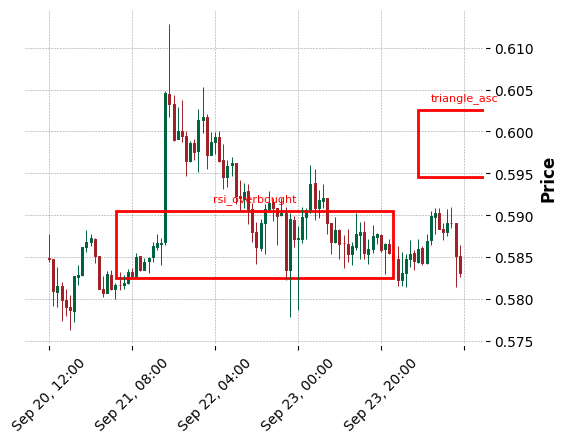 0.610
0.605
triangle_asc
0.600
0.595
rsi_overbought
0.590
0.585
0.580
0.575
Price
Sep 20, 12:00
Sep 21, 08:00
Sep 22, 04:00
Sep 23, 00:00
Sep 23, 20:00